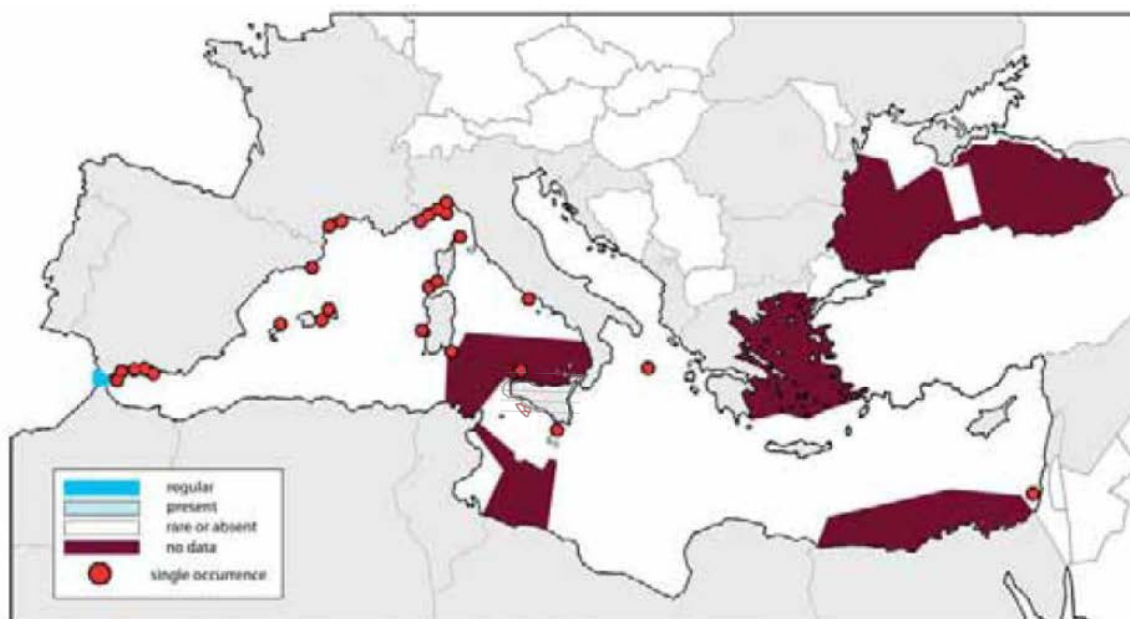 regular
present
rare or absent
no data
single occurrence